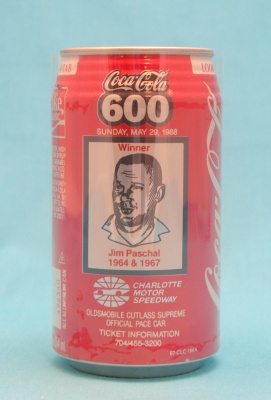 Coca-Cola
600
SUNDAY, MAY 29, 1988
Winner
Jim Paschal
1964 & 1967
CHARLOTTE
MOTOR
SPEEDWAY
OLDSMOBILE CUTLASS SUPREME
OFFICIAL PACE CAR
TICKET INFORMATION
704/455-3200